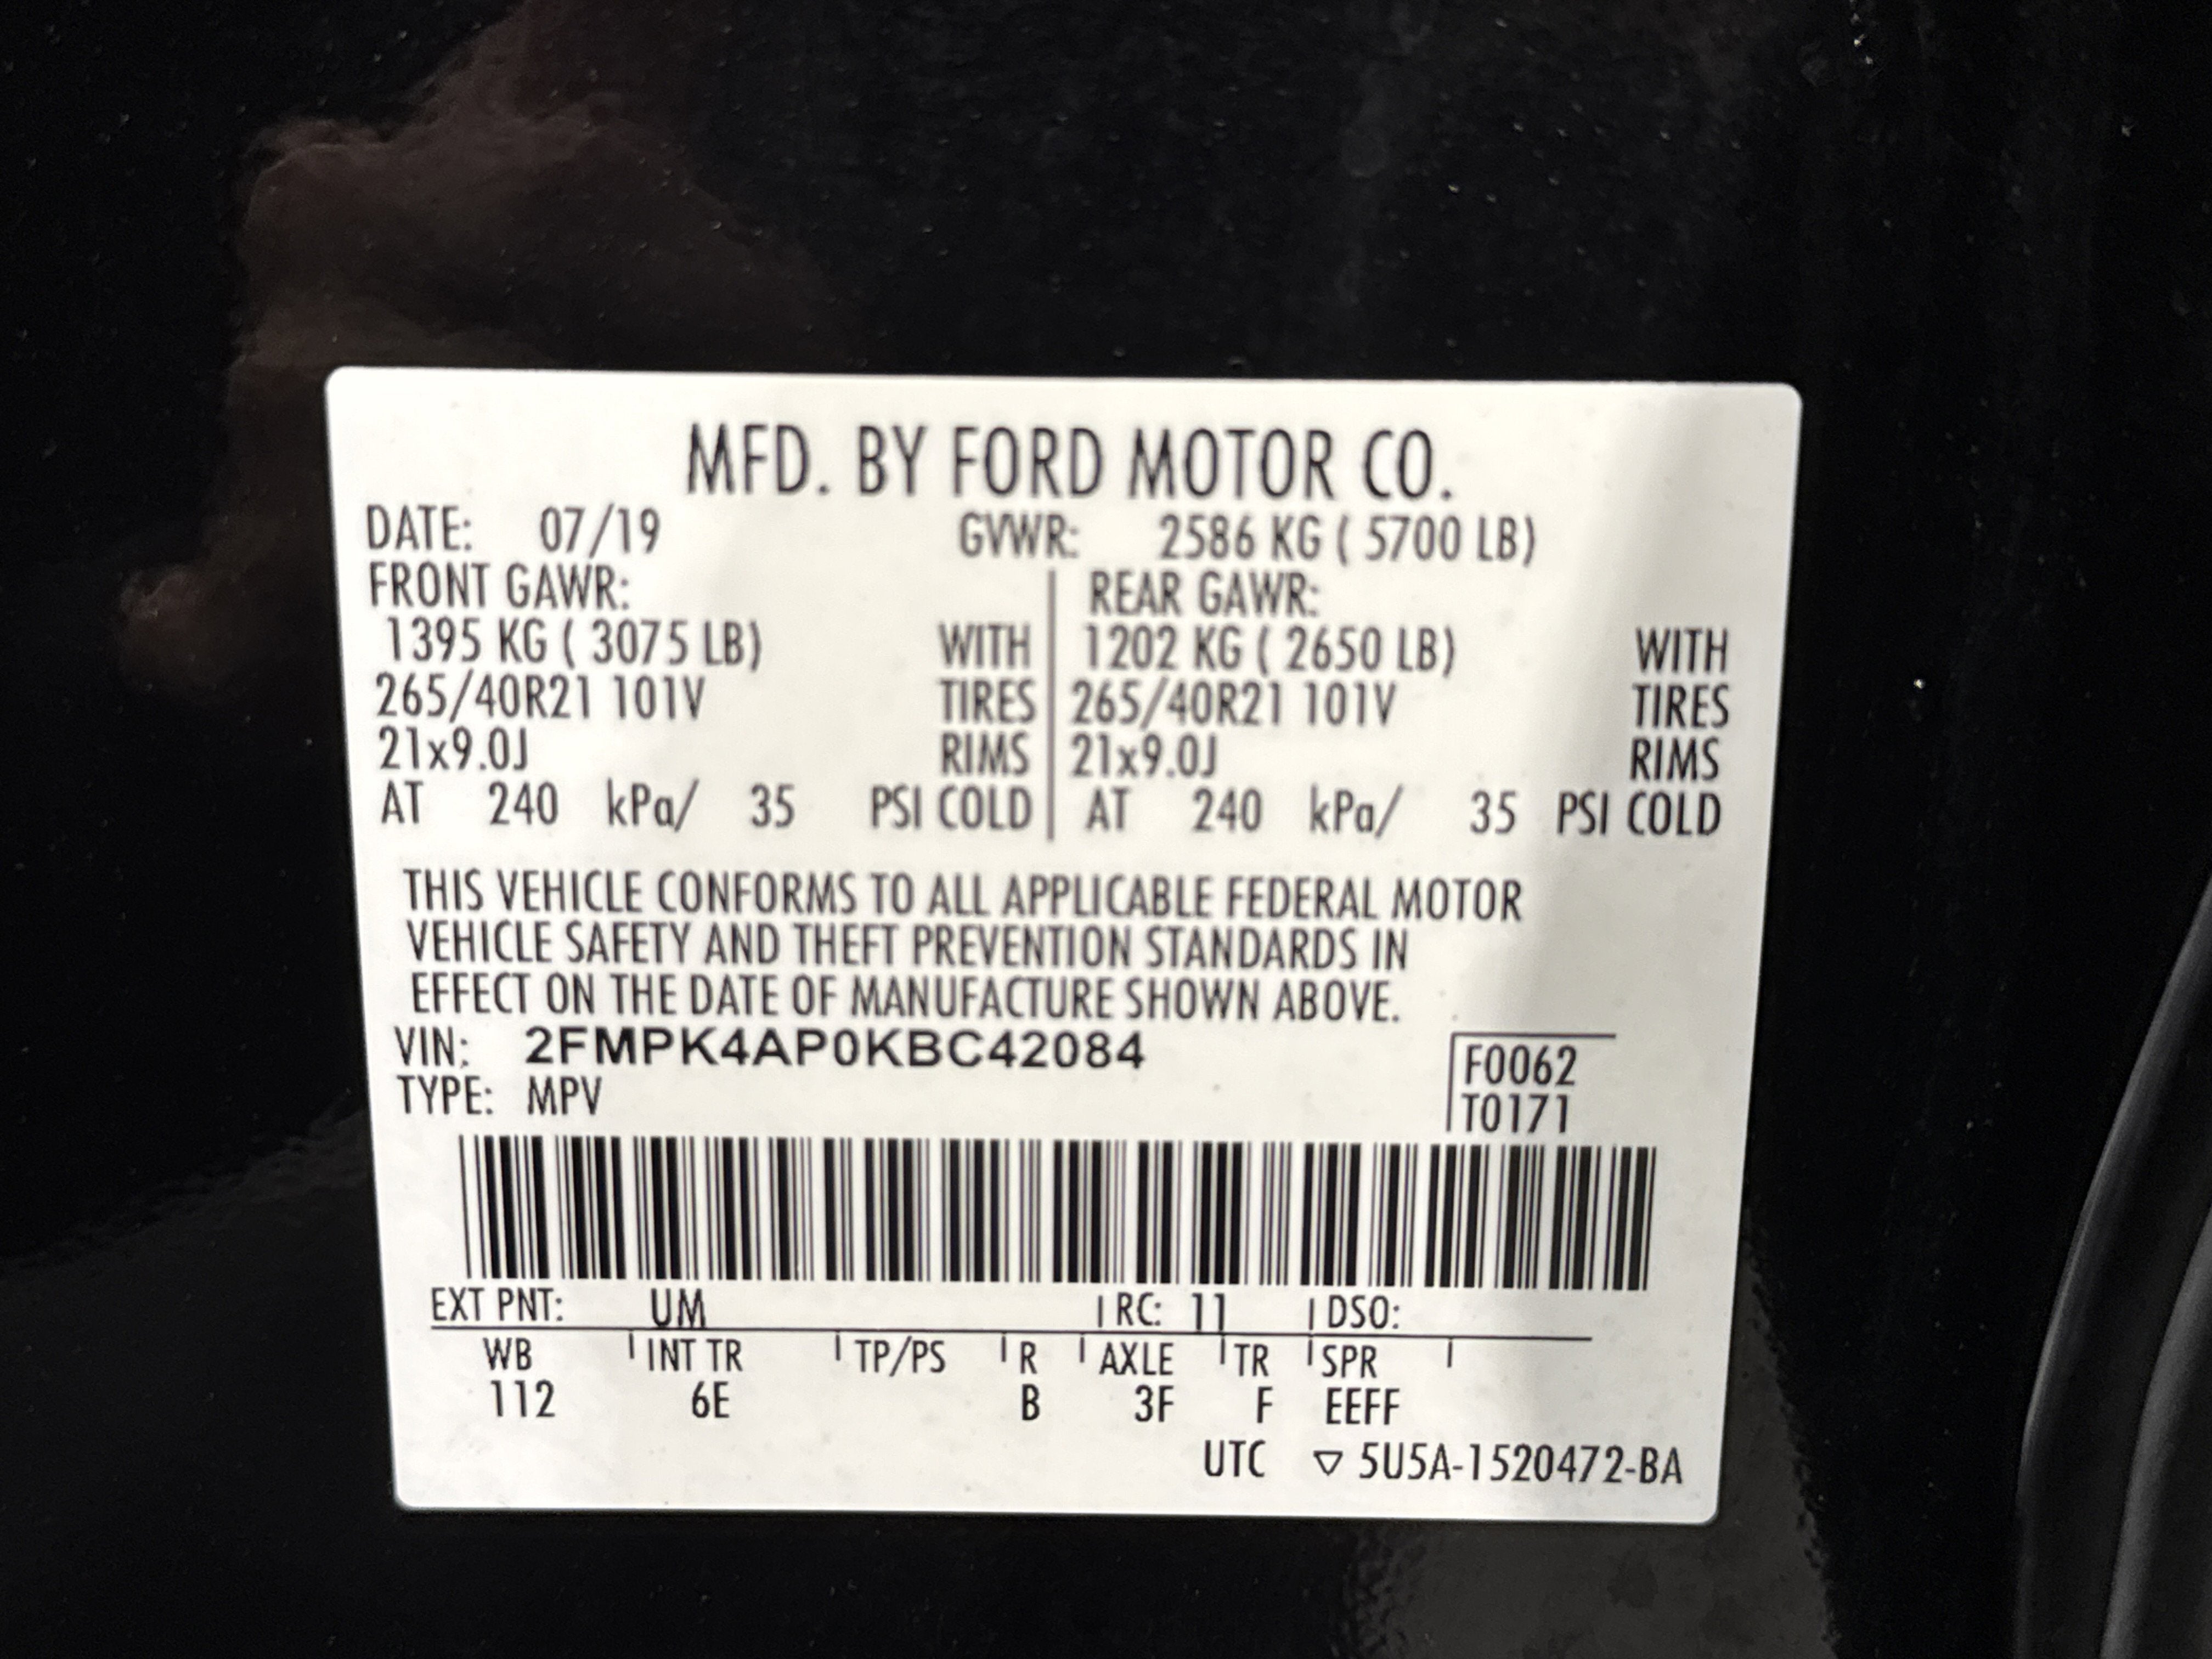 MFD. BY FORD MOTOR CO.
DATE: 07/19 GVWR: 2586 KG ( 5700 LB)
FRONT GAWR: REAR GAWR:
1395 KG ( 3075 LB) WITH 1202 KG ( 2650 LB) WITH
265/40R21 101V TIRES 265/40R21 101V TIRES
21x9.0J RIMS 21x9.0J RIMS
AT 240 kPa/ 35 PSI COLD AT 240 kPa/ 35 PSI COLD
THIS VEHICLE CONFORMS TO ALL APPLICABLE FEDERAL MOTOR
VEHICLE SAFETY AND THEFT PREVENTION STANDARDS IN
EFFECT ON THE DATE OF MANUFACTURE SHOWN ABOVE.
VIN: 2FMPK4AP0KBC42084 F0062
TYPE: MPV T0171
EXT PNT: UM RC: 11 DSO:
WB INT TR TP/PS R AXLE TR SPR
112 6E B 3F F EEFF
UTC ▽ 5U5A-1520472-BA